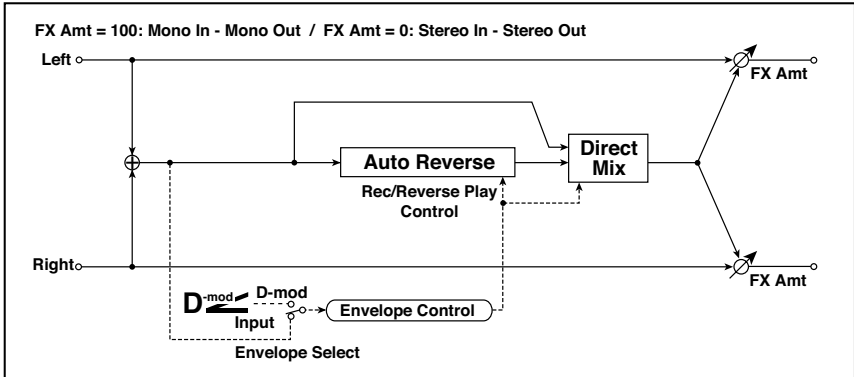 FX Amt = 100: Mono In - Mono Out / FX Amt = 0: Stereo In - Stereo Out
Left
FX Amt
Auto Reverse
Direct
Mix
Rec/Reverse Play
Control
Right
FX Amt
D-mod
D-mod
Input
Envelope Control
Envelope Select